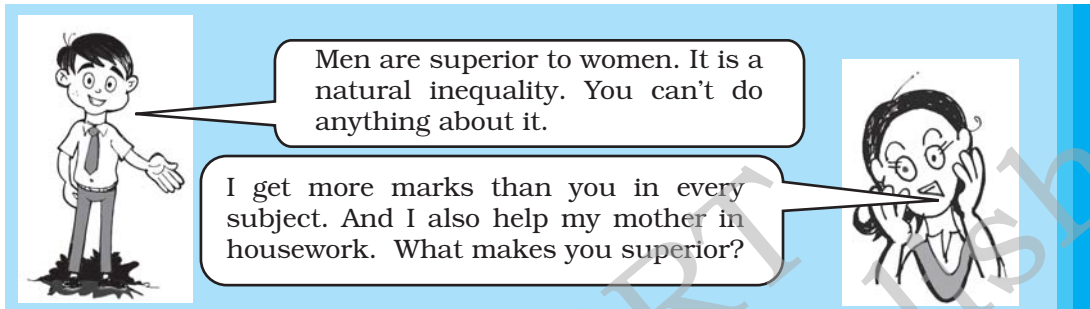 Men are superior to women. It is a
natural inequality. You can't do
anything about it.
I get more marks than you in every
subject. And I also help my mother in
housework. What makes you superior?